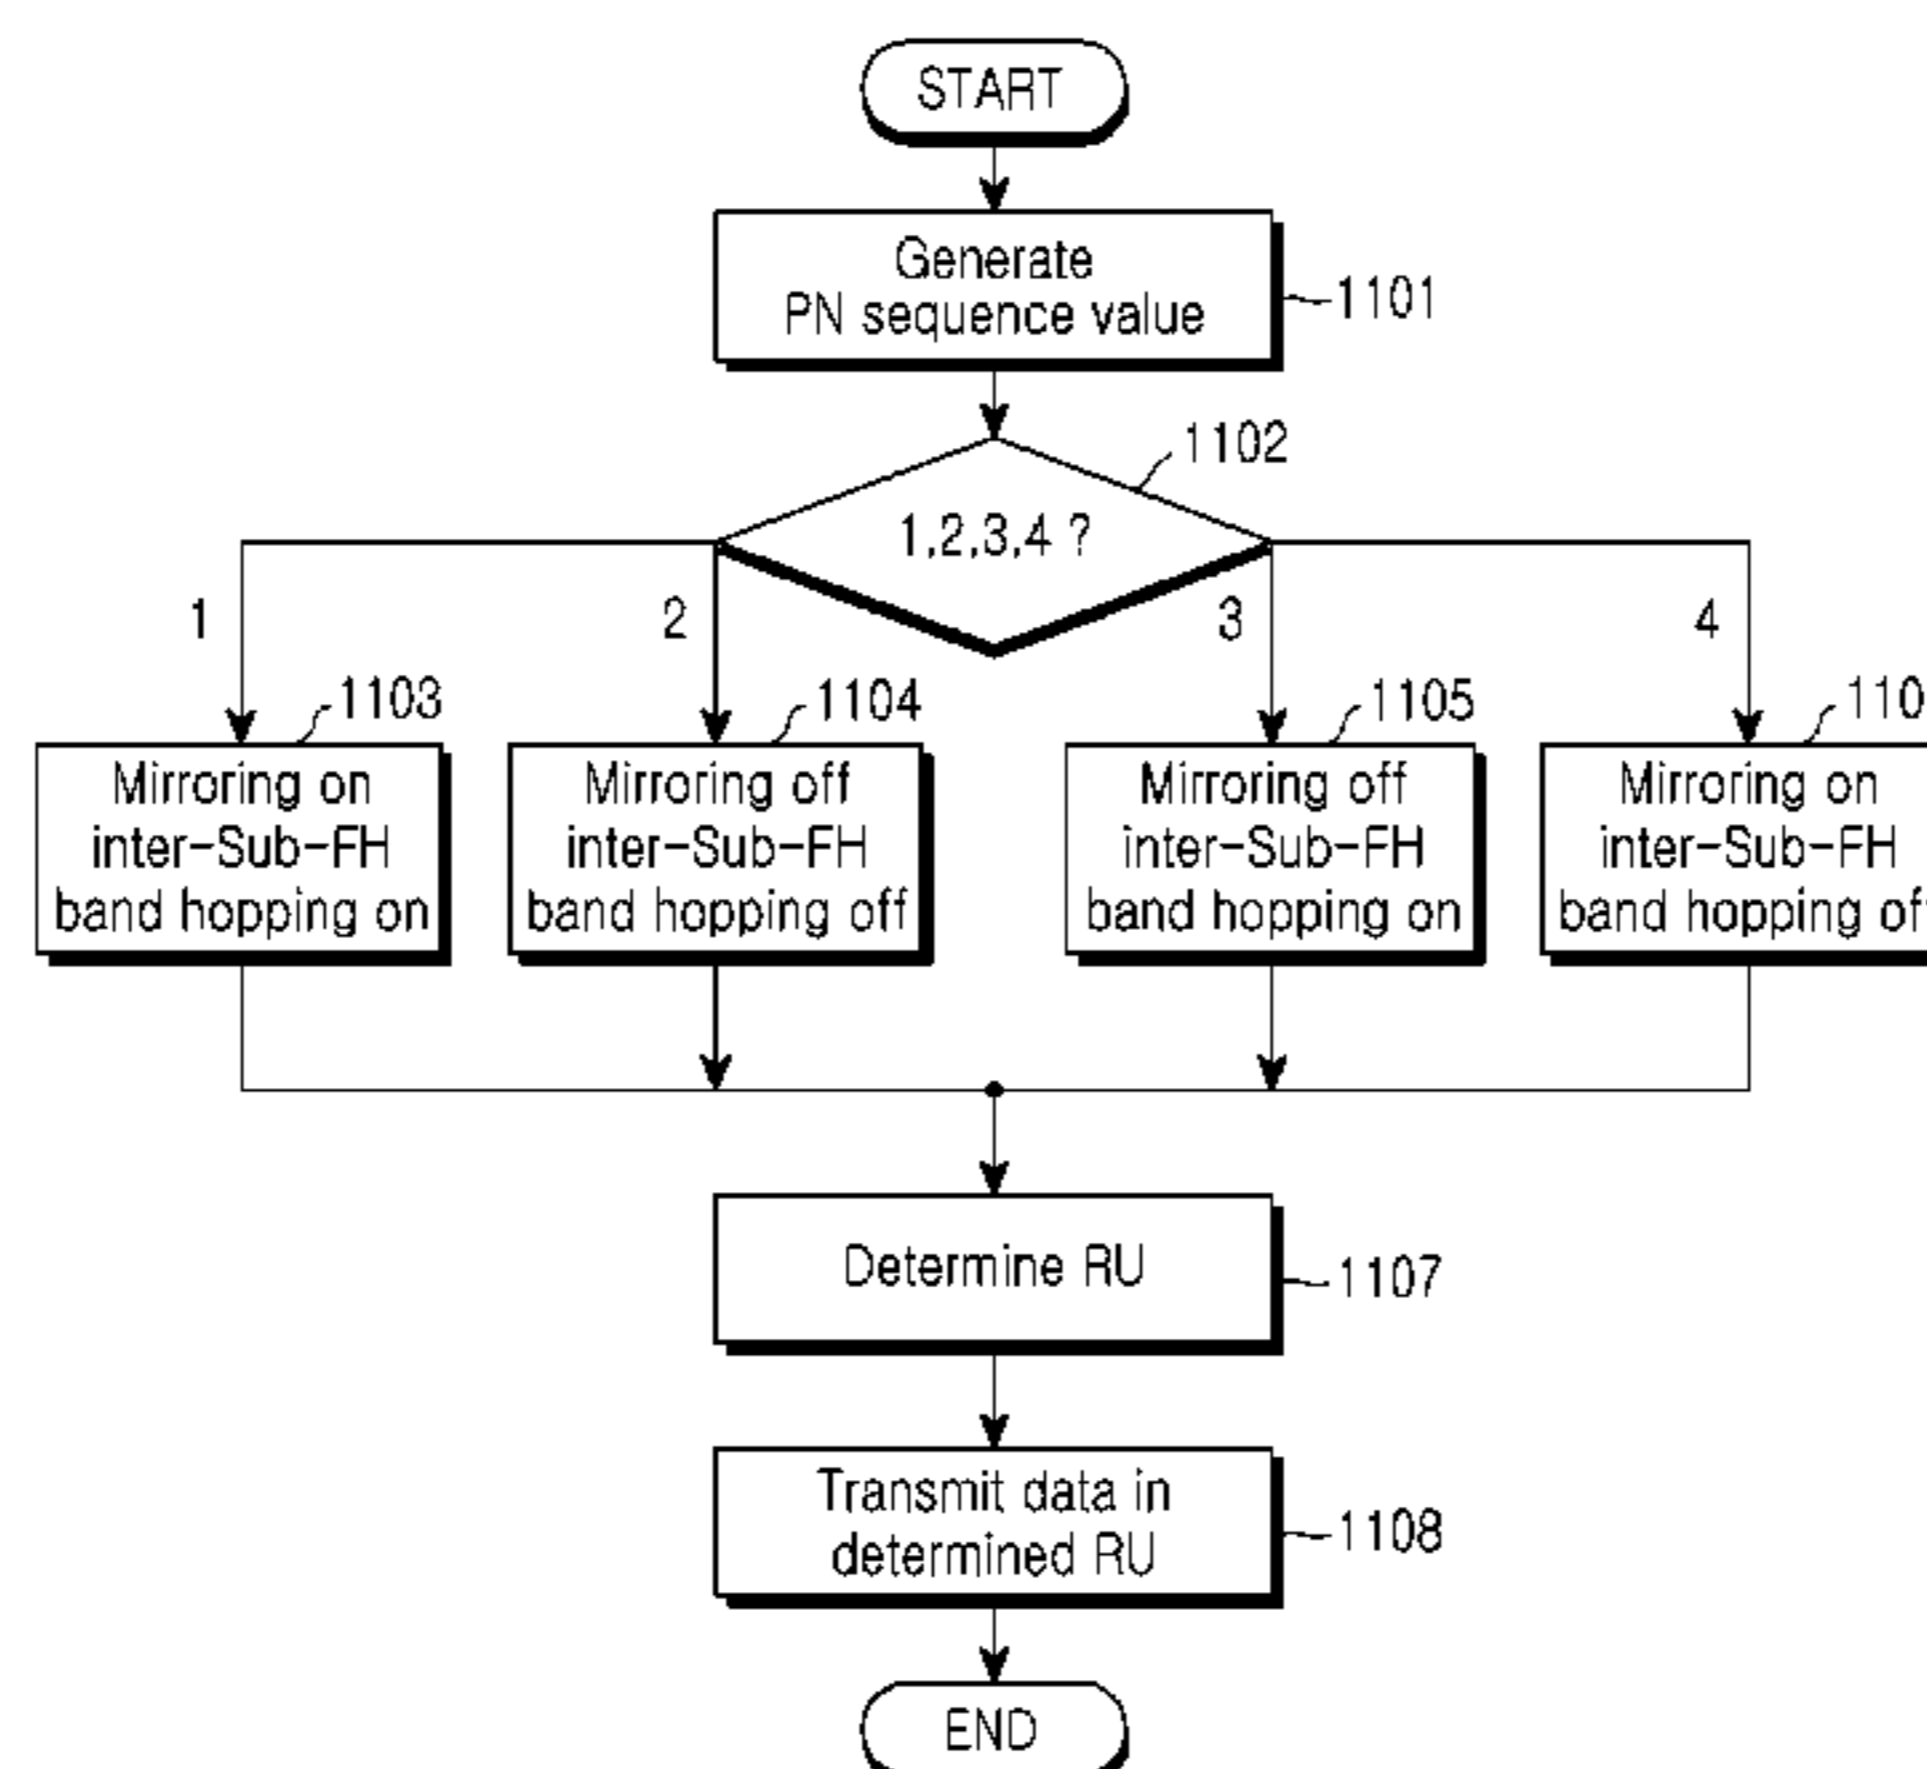 START
Generate
PN sequence value
1101
1102
1,2,3,4 ?
1
2
3
4
1103
1104
1105
Mirroring on
inter-Sub-FH
band hopping on
Mirroring off
inter-Sub-FH
band hopping off
Mirroring off
inter-Sub-FH
band hopping on
Mirroring on
inter-Sub-FH
band hopping
Determine RU
1107
Transmit data in
determined RU
1108
END